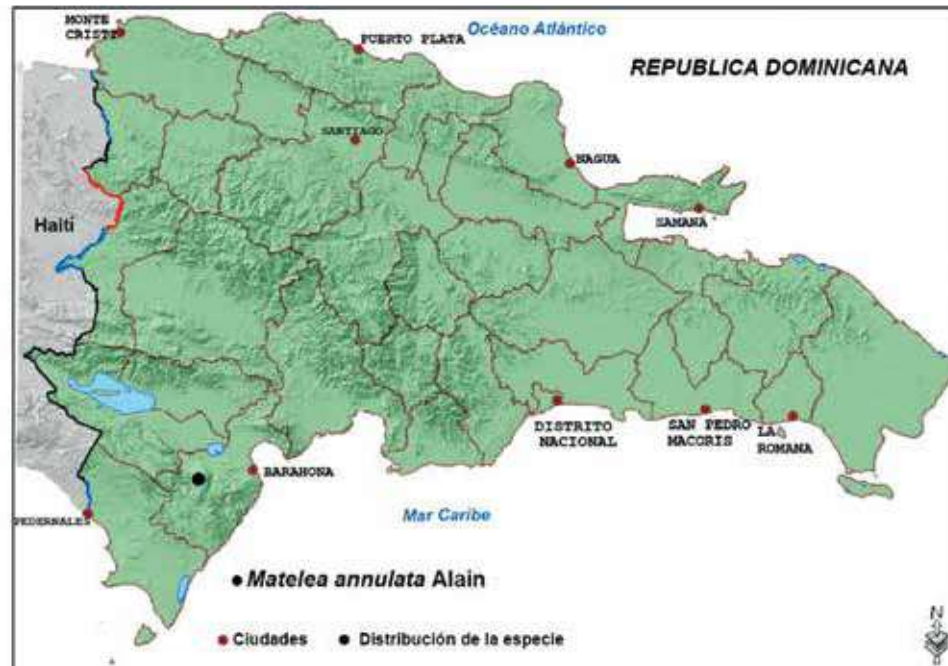 MONTE
CRISTI
PUERTO PLATA
Océano Atlántico
REPUBLICA DOMINICANA
SANTIAGO
NAGUA
SAMANA
Haití
DISTRITO
NACIONAL
SAN PEDRO
MACORIS
LA
ROMANA
BARAHONA
PEDERNALES
Mar Caribe
Matelea annulata Alain
Ciudades
Distribución de la especie
N